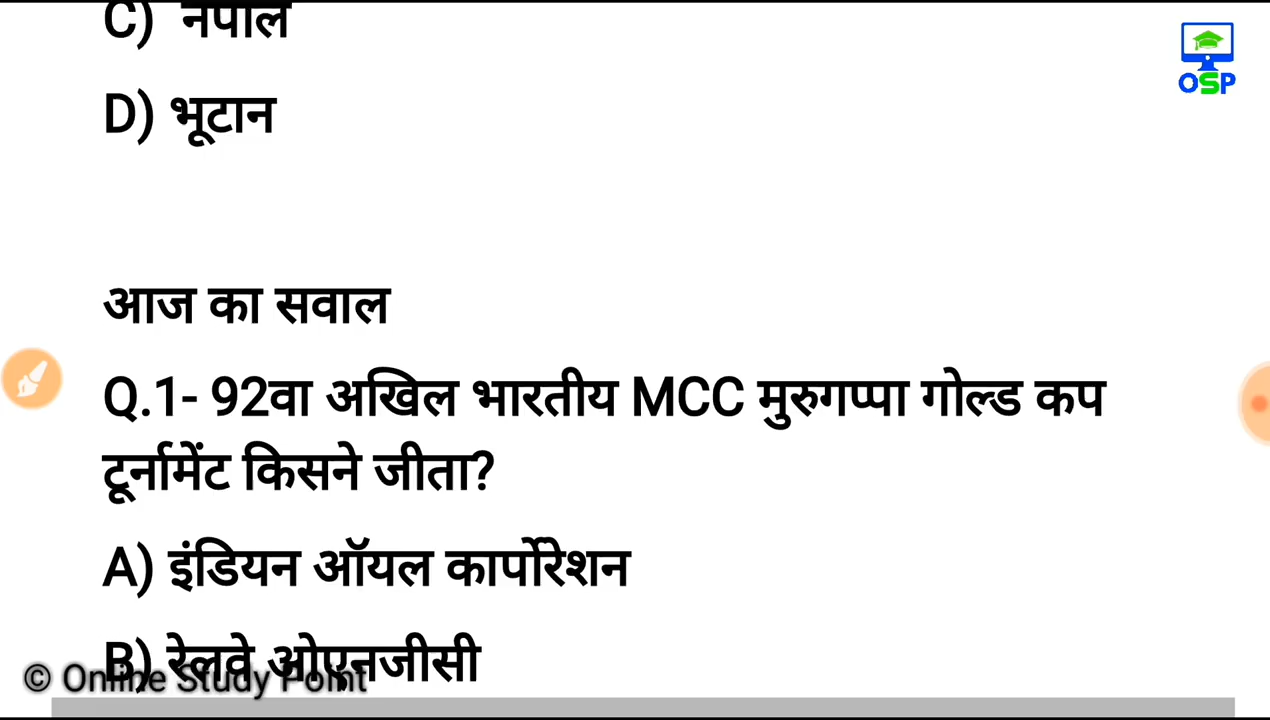 C) नेपाल
D) भूटान
OSP
आज का सवाल
Q.1- 92वा अखिल भारतीय MCC मुरुगप्पा गोल्ड कप
टूर्नामेंट किसने जीता?
A) इंडियन ऑयल कार्पोरेशन
B) रेलवे ओएनजीसी
© Online Study Point